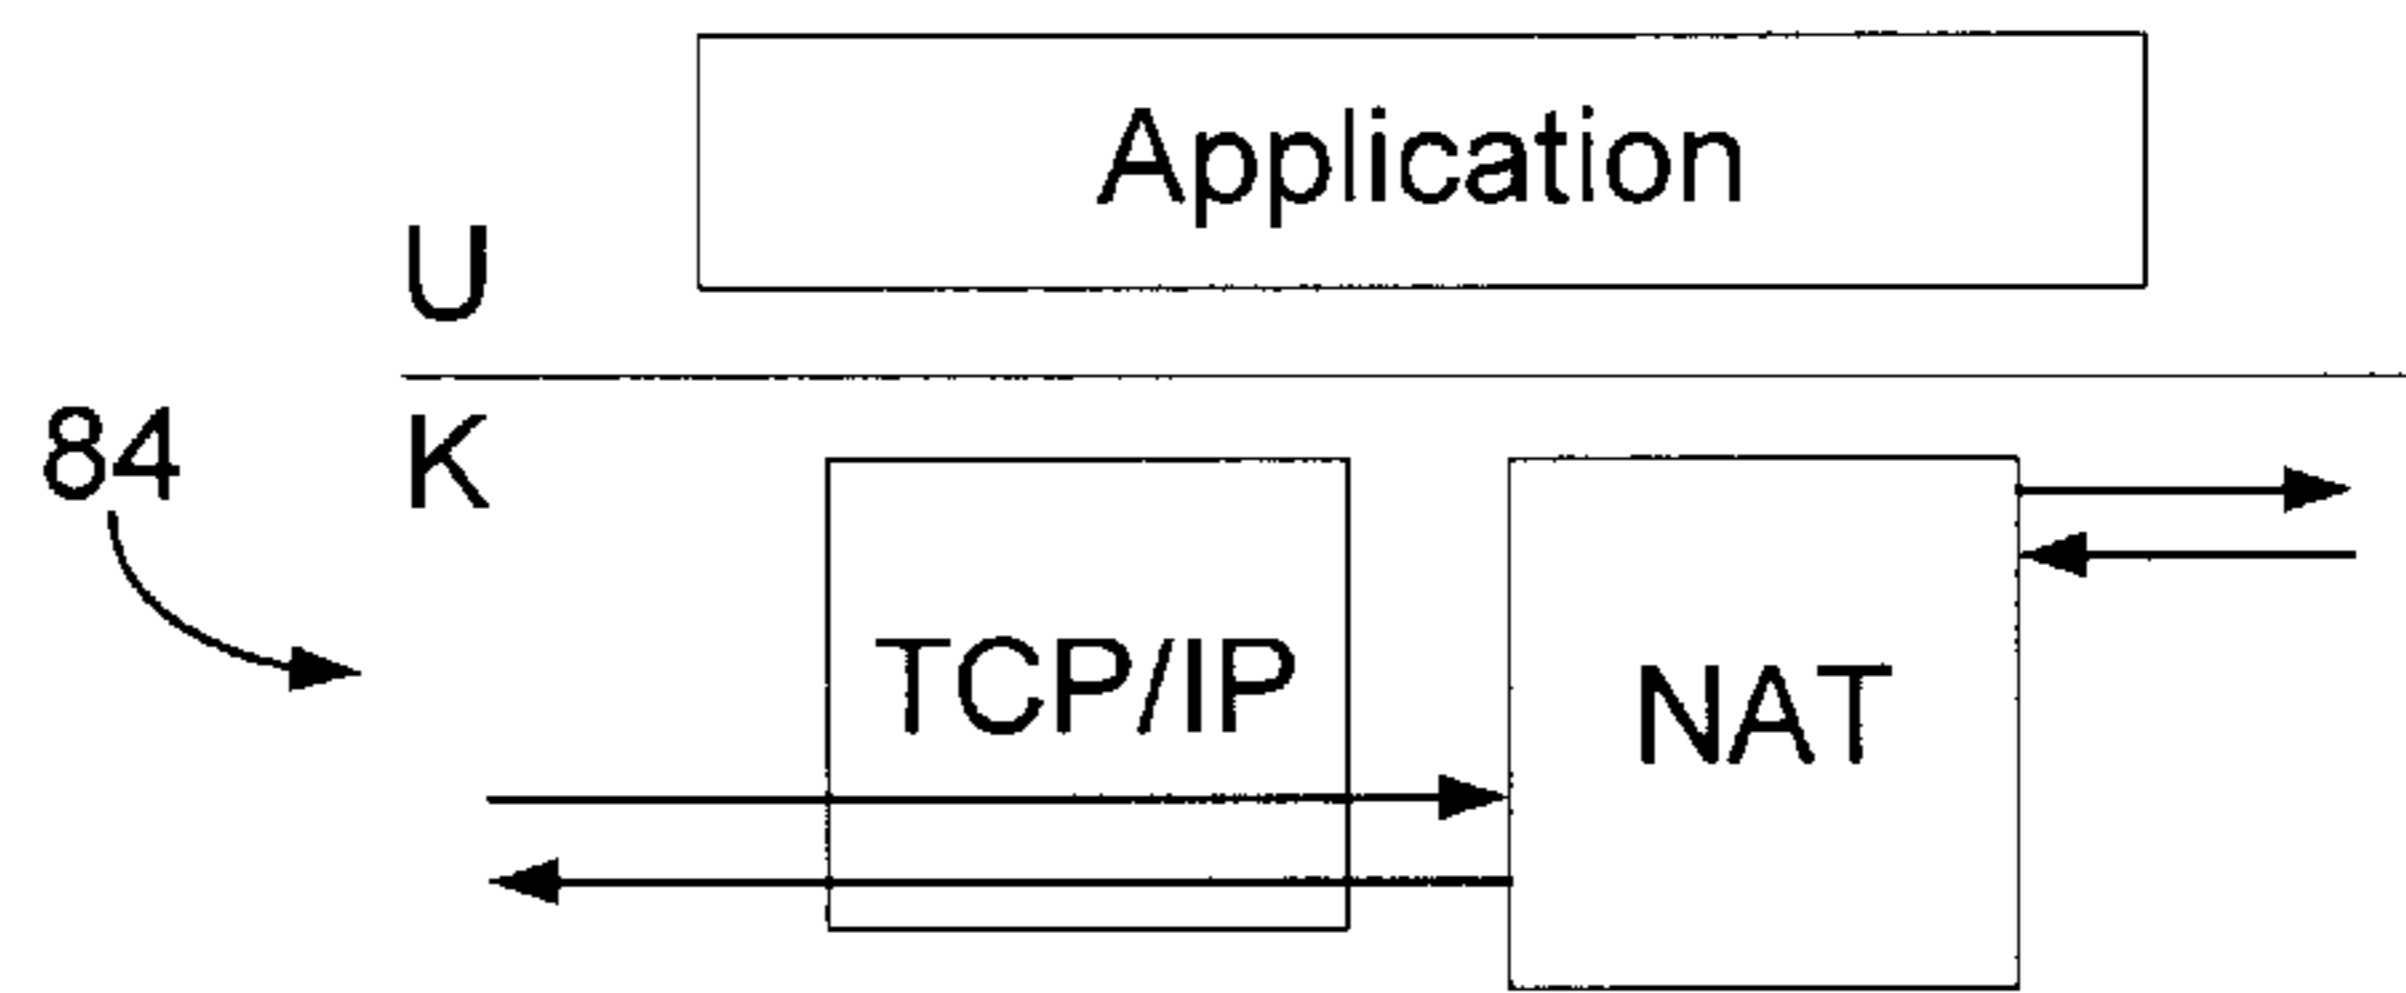 Application
U
84
K
TCP/IP
NAT